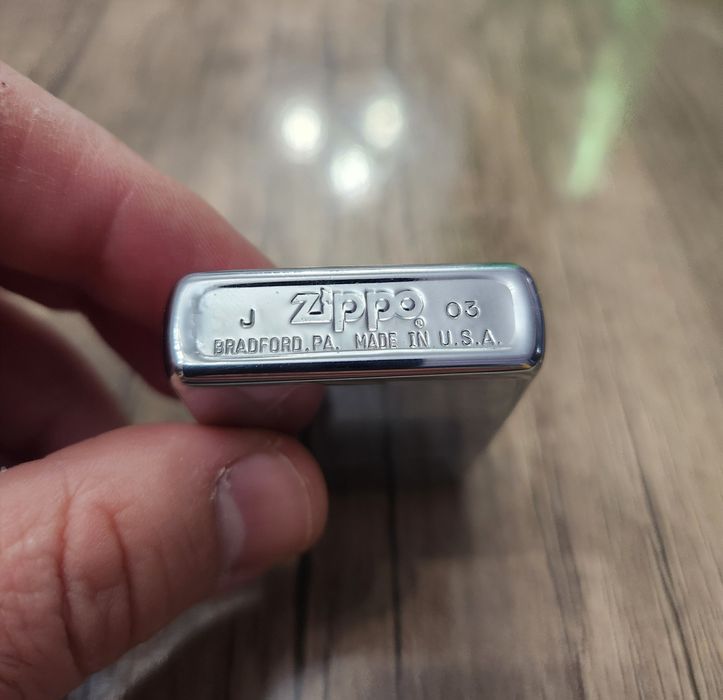 J Zippo 03
®
BRADFORD, PA. MADE IN U.S.A.